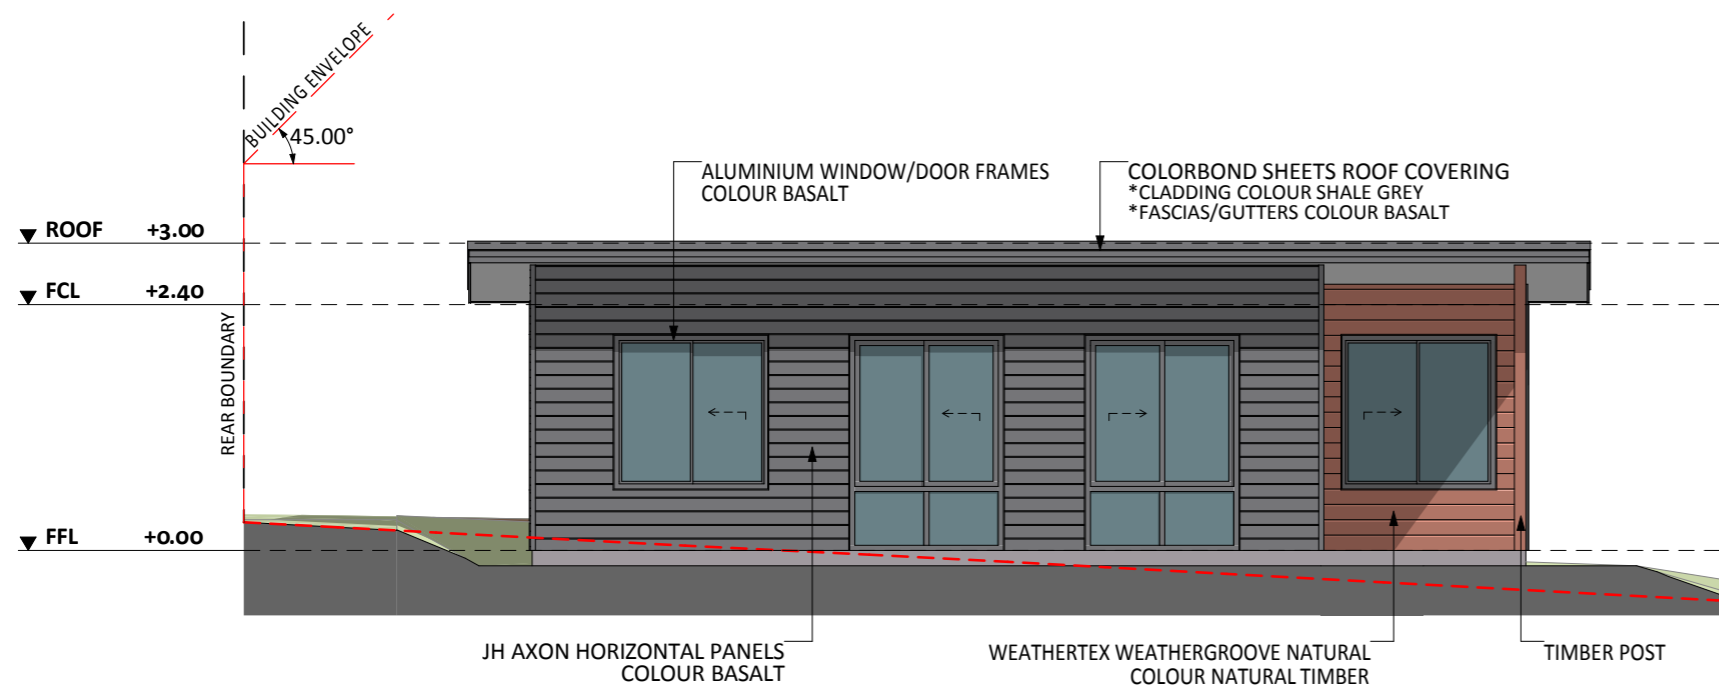 BUILDING ENVELOPE
45.00°
ALUMINIUM WINDOW/DOOR FRAMES
COLOUR BASALT
COLORBOND SHEETS ROOF COVERING
*CLADDING COLOUR SHALE GREY
*FASCIAS/GUTTERS COLOUR BASALT
ROOF +3.00
FCL +2.40
REAR BOUNDARY
FFL +0.00
JH AXON HORIZONTAL PANELS
COLOUR BASALT
WEATHERTEX WEATHERGROOVE NATURAL
COLOUR NATURAL TIMBER
TIMBER POST